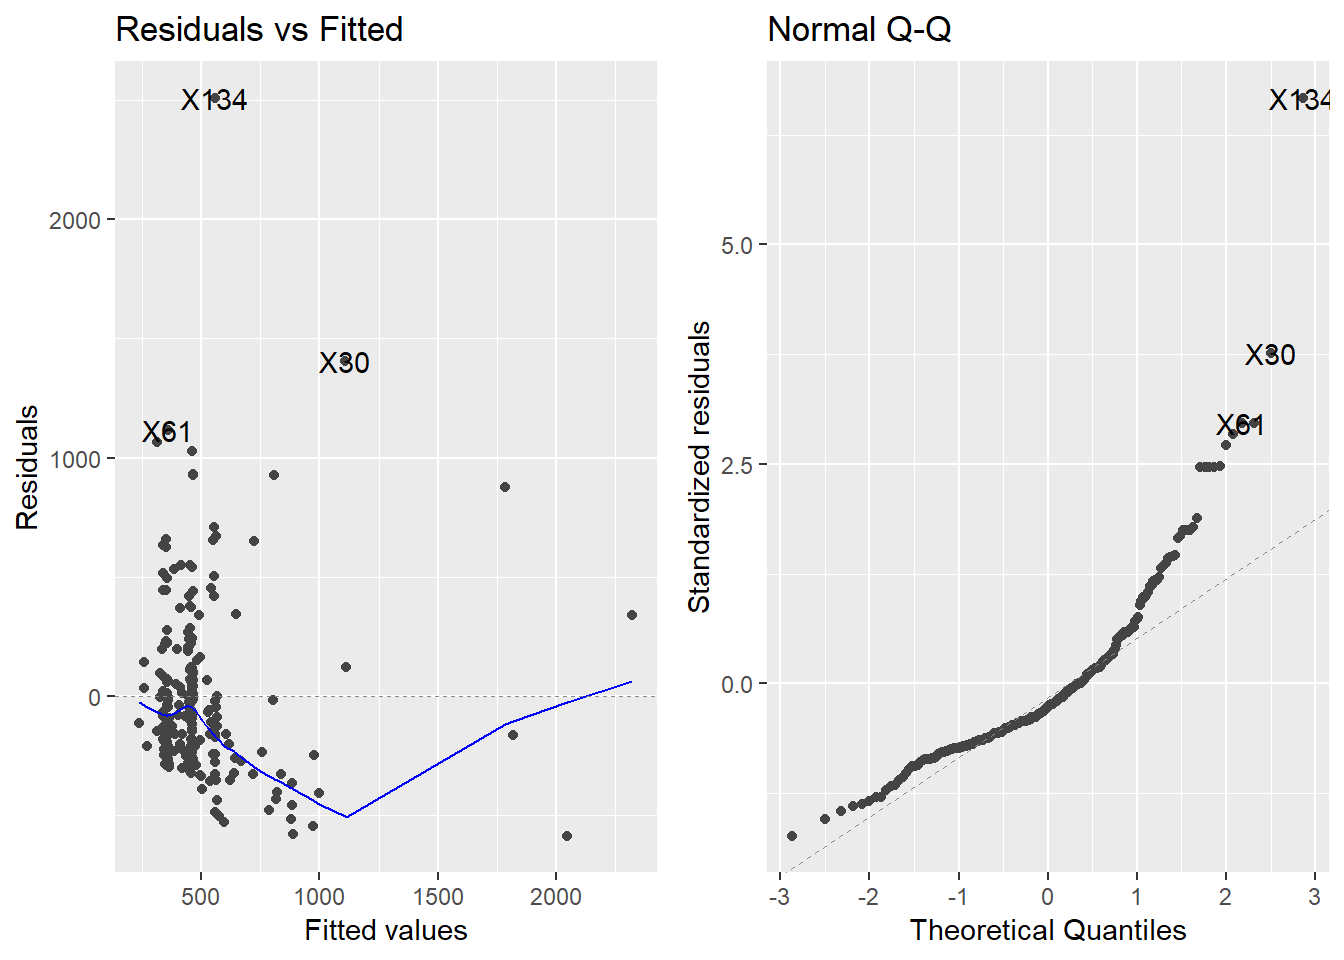 Residuals vs Fitted
Residuals
2000
1000
0
X134
X30
X61
500
1000
1500
2000
Fitted values
Normal Q-Q
Standardized residuals
5.0
2.5
0.0
X134
X30
X61
-3
-2
-1
0
1
2
3
Theoretical Quantiles